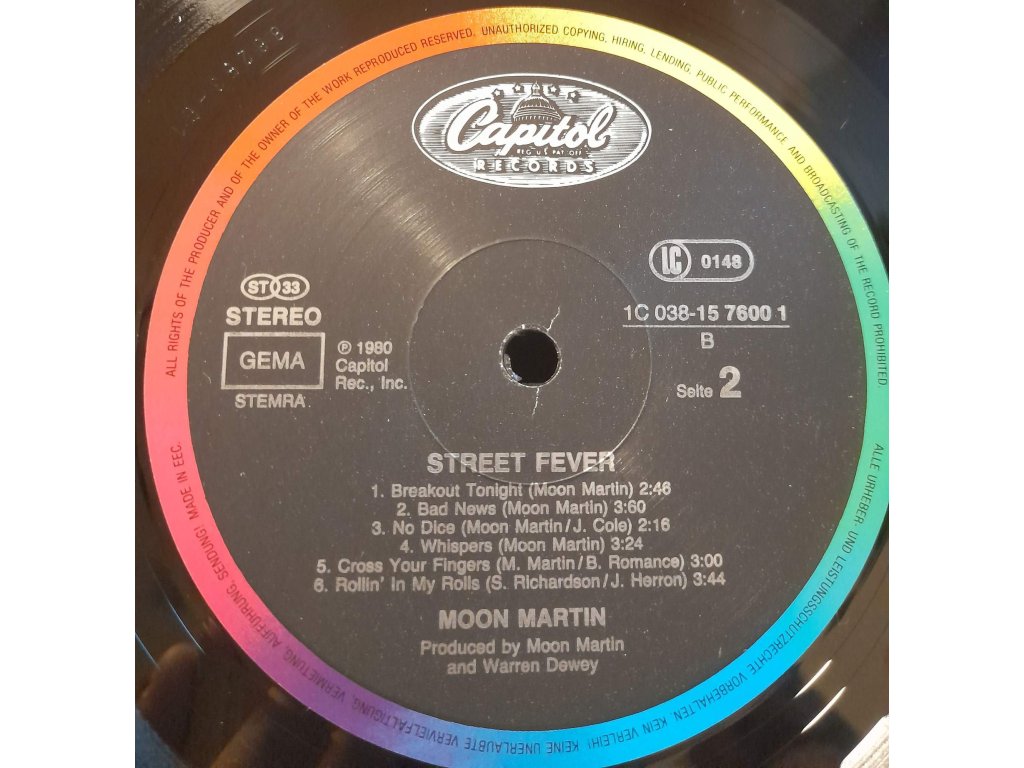 ALL RIGHTS OF THE PRODUCER AND OF THE OWNER OF THE WORK REPRODUCED RESERVED. UNAUTHORIZED COPYING, HIRING, LENDING, PUBLIC PERFORMANCE AND BROADCASTING OF THE RECORD PROHIBITED.
Capitol
REG U.S. PAT. OFF.
RECORDS
ST 33
STEREO
GEMA
STEMRA
℗ 1980
Capitol
Rec., Inc.
LC 0148
1C 038-15 7600 1
B
Seite 2
STREET FEVER
1. Breakout Tonight (Moon Martin) 2:46
2. Bad News (Moon Martin) 3:60
3. No Dice (Moon Martin/J. Cole) 2:16
4. Whispers (Moon Martin) 3:24
5. Cross Your Fingers (M. Martin/B. Romance) 3:00
6. Rollin' In My Rolls (S. Richardson/J. Herron) 3:44
MOON MARTIN
Produced by Moon Martin
and Warren Dewey
ALLE URHEBER- UND LEISTUNGSSCHUTZRECHTE VORBEHALTEN. KEIN VERLEIH! KEINE UNERLAUBTE VERVIELFÄLTIGUNG, VERMIETUNG, AUFFÜHRUNG, SENDUNG! MADE IN EEC.